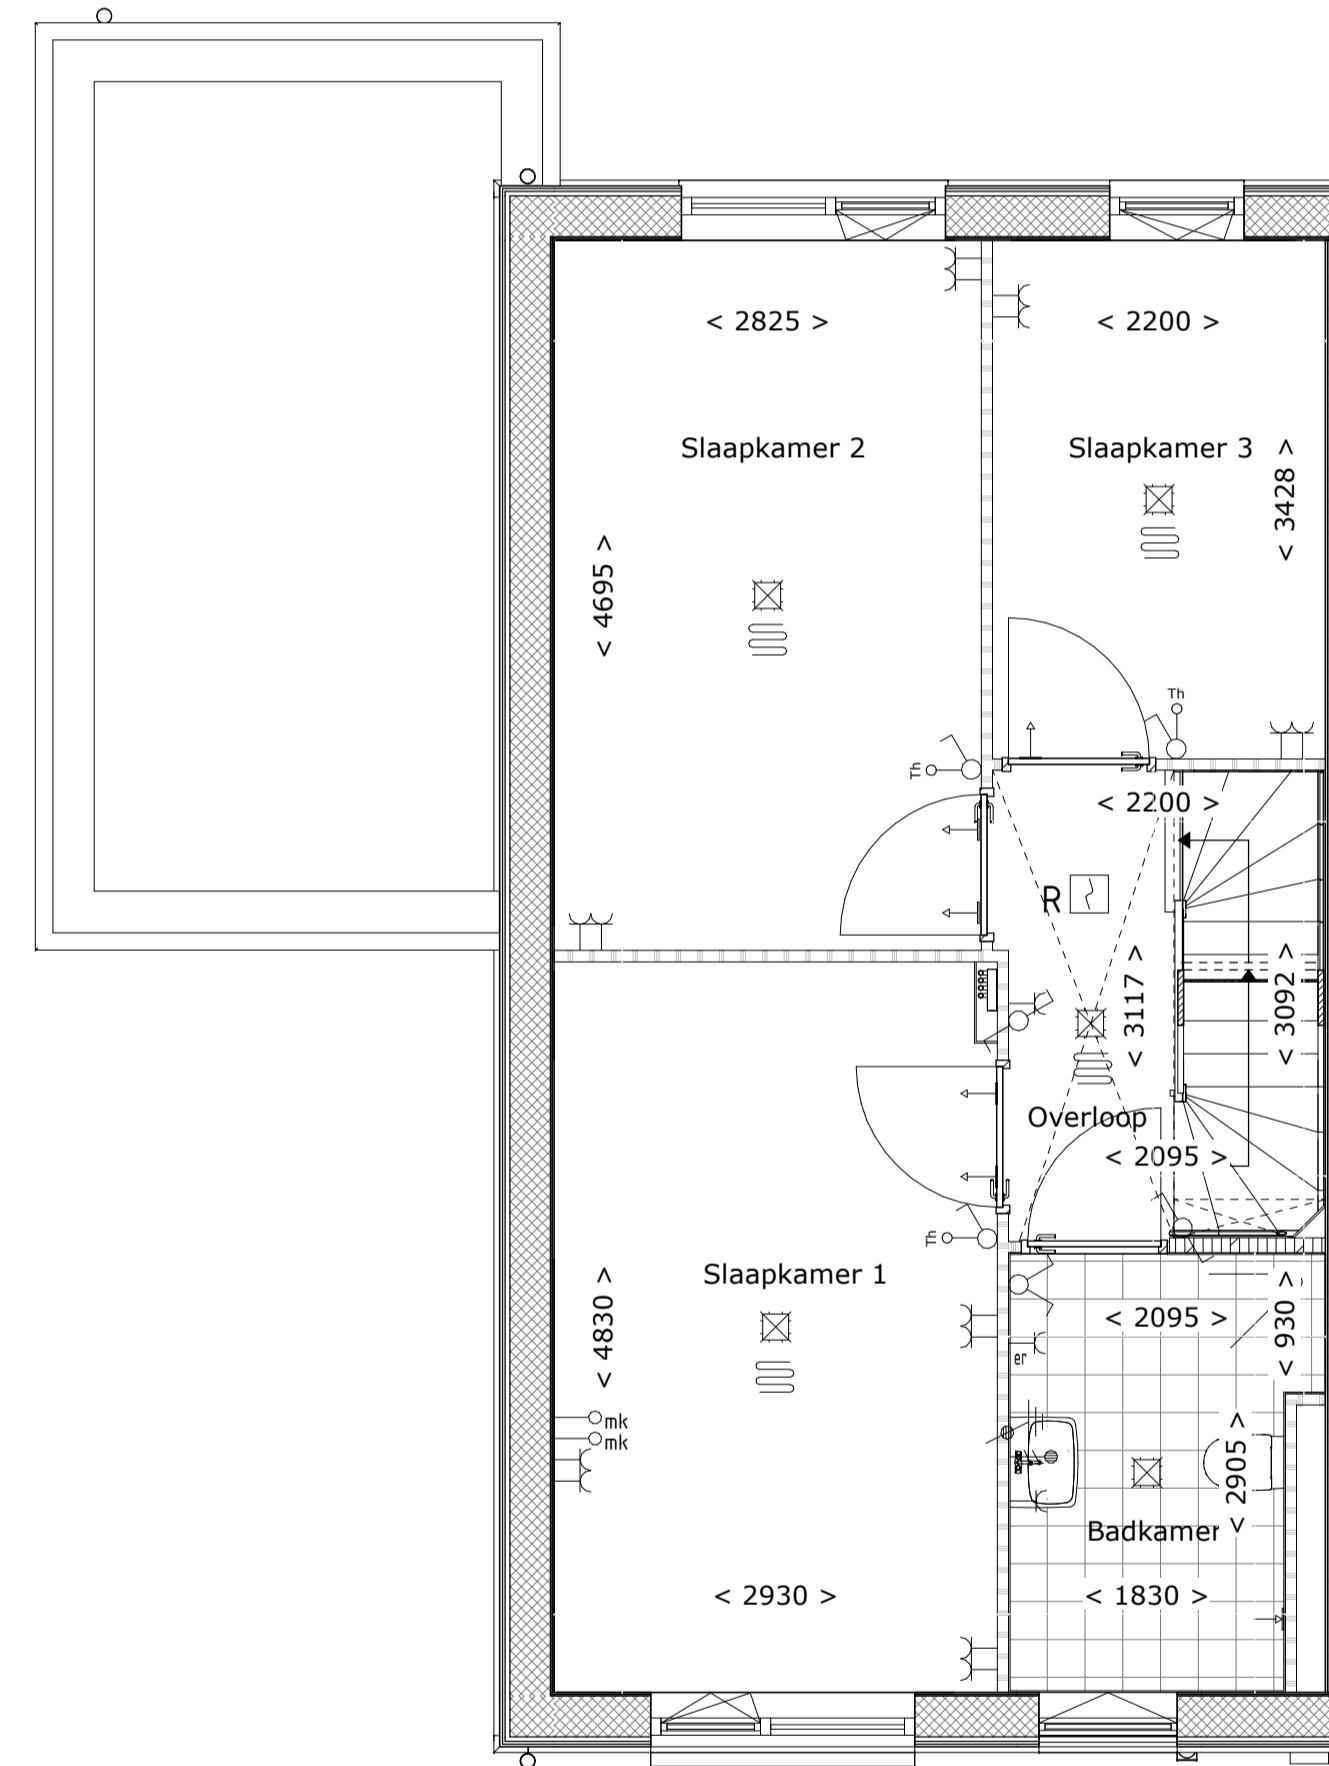 < 2825 >
< 2200 >
Slaapkamer 2
Slaapkamer 3
< 3428 >
< 4695 >
Th
Th
< 2200 >
R
< 3117 >
< 3092 >
Overloop
< 2095 >
Th
Slaapkamer 1
< 4830 >
< 2095 >
< 930 >
er
mk
mk
< 2905 >
Badkamer
< 2930 >
< 1830 >